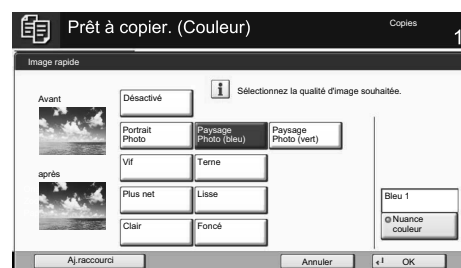 Prêt à copier. (Couleur)
Copies
1
Image rapide
Sélectionnez la qualité d'image souhaitée.
Avant
Désactivé
Portrait
Photo
Paysage
Photo (bleu)
Paysage
Photo (vert)
Vif
Terne
après
Plus net
Lisse
Bleu 1
Clair
Foncé
Nuance
couleur
Aj.raccourci
Annuler
OK